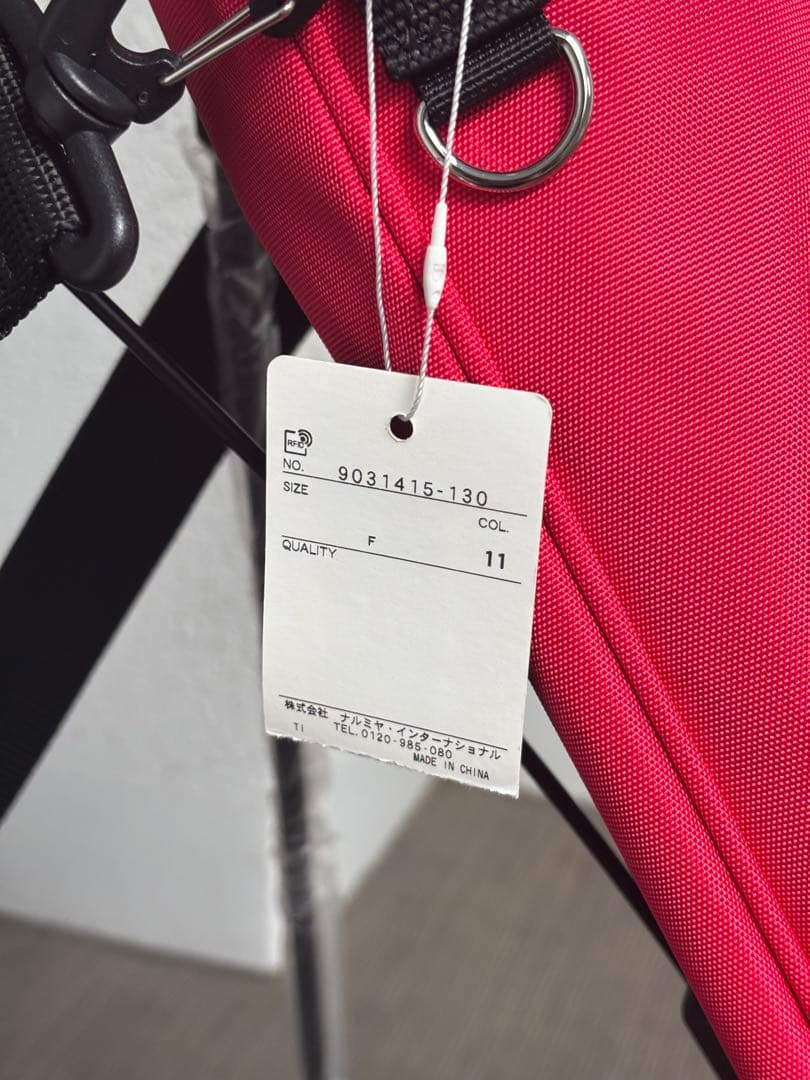 RFID
NO. 9031415-130
SIZE
COL.
F 11
QUALITY
株式会社 ナルミヤ・インターナショナル
TI TEL.0120-985-080
MADE IN CHINA